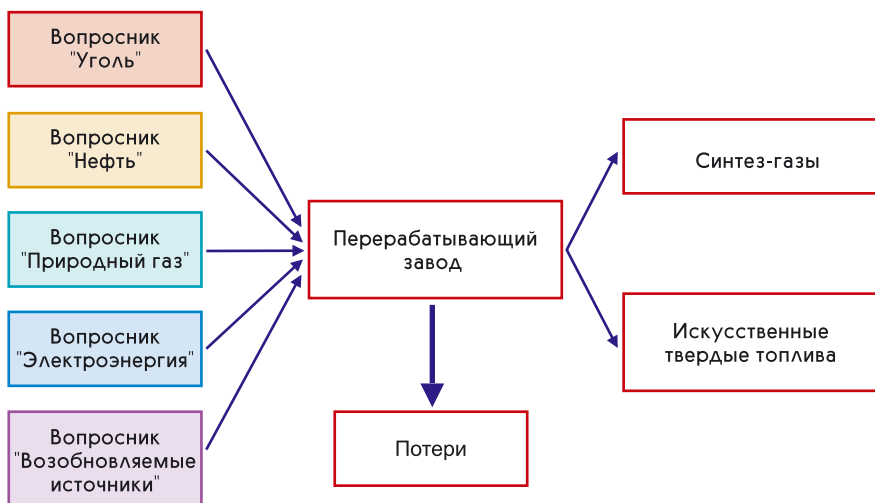 Вопросник
"Уголь"
Вопросник
"Нефть"
Вопросник
"Природный газ"
Вопросник
"Электроэнергия"
Вопросник
"Возобновляемые
источники"
Перерабатывающий
завод
Потери
Синтез-газы
Искусственные
твердые топлива